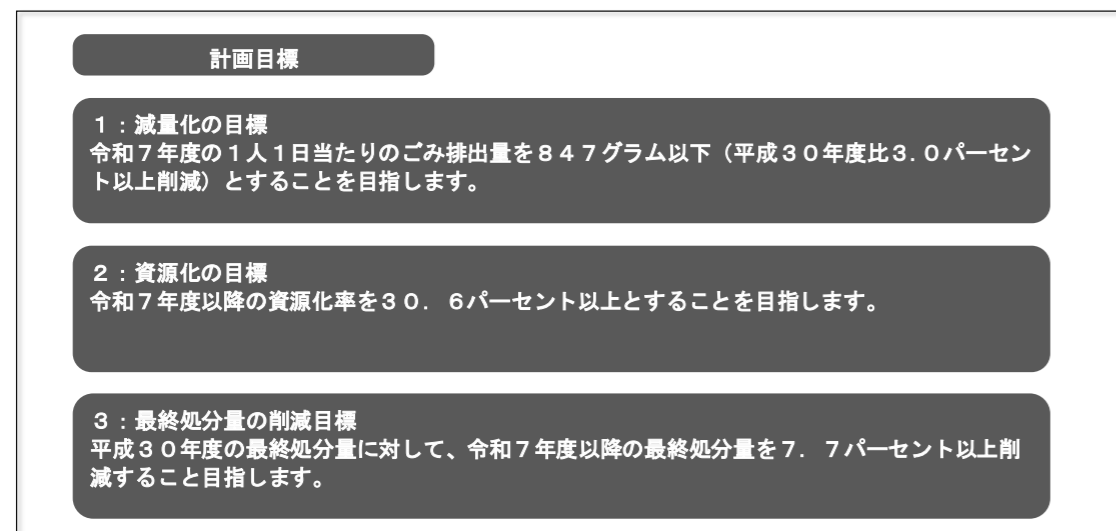 計画目標
１：減量化の目標
令和７年度の１人１日当たりのごみ排出量を８４７グラム以下（平成３０年度比3.０パーセン
ト以上削減）とすることを目指します。
２：資源化の目標
令和７年度以降の資源化率を３０．６パーセント以上とすることを目指します。
３：最終処分量の削減目標
平成３０年度の最終処分量に対して、令和７年度以降の最終処分量を７．７パーセント以上削
減すること目指します。